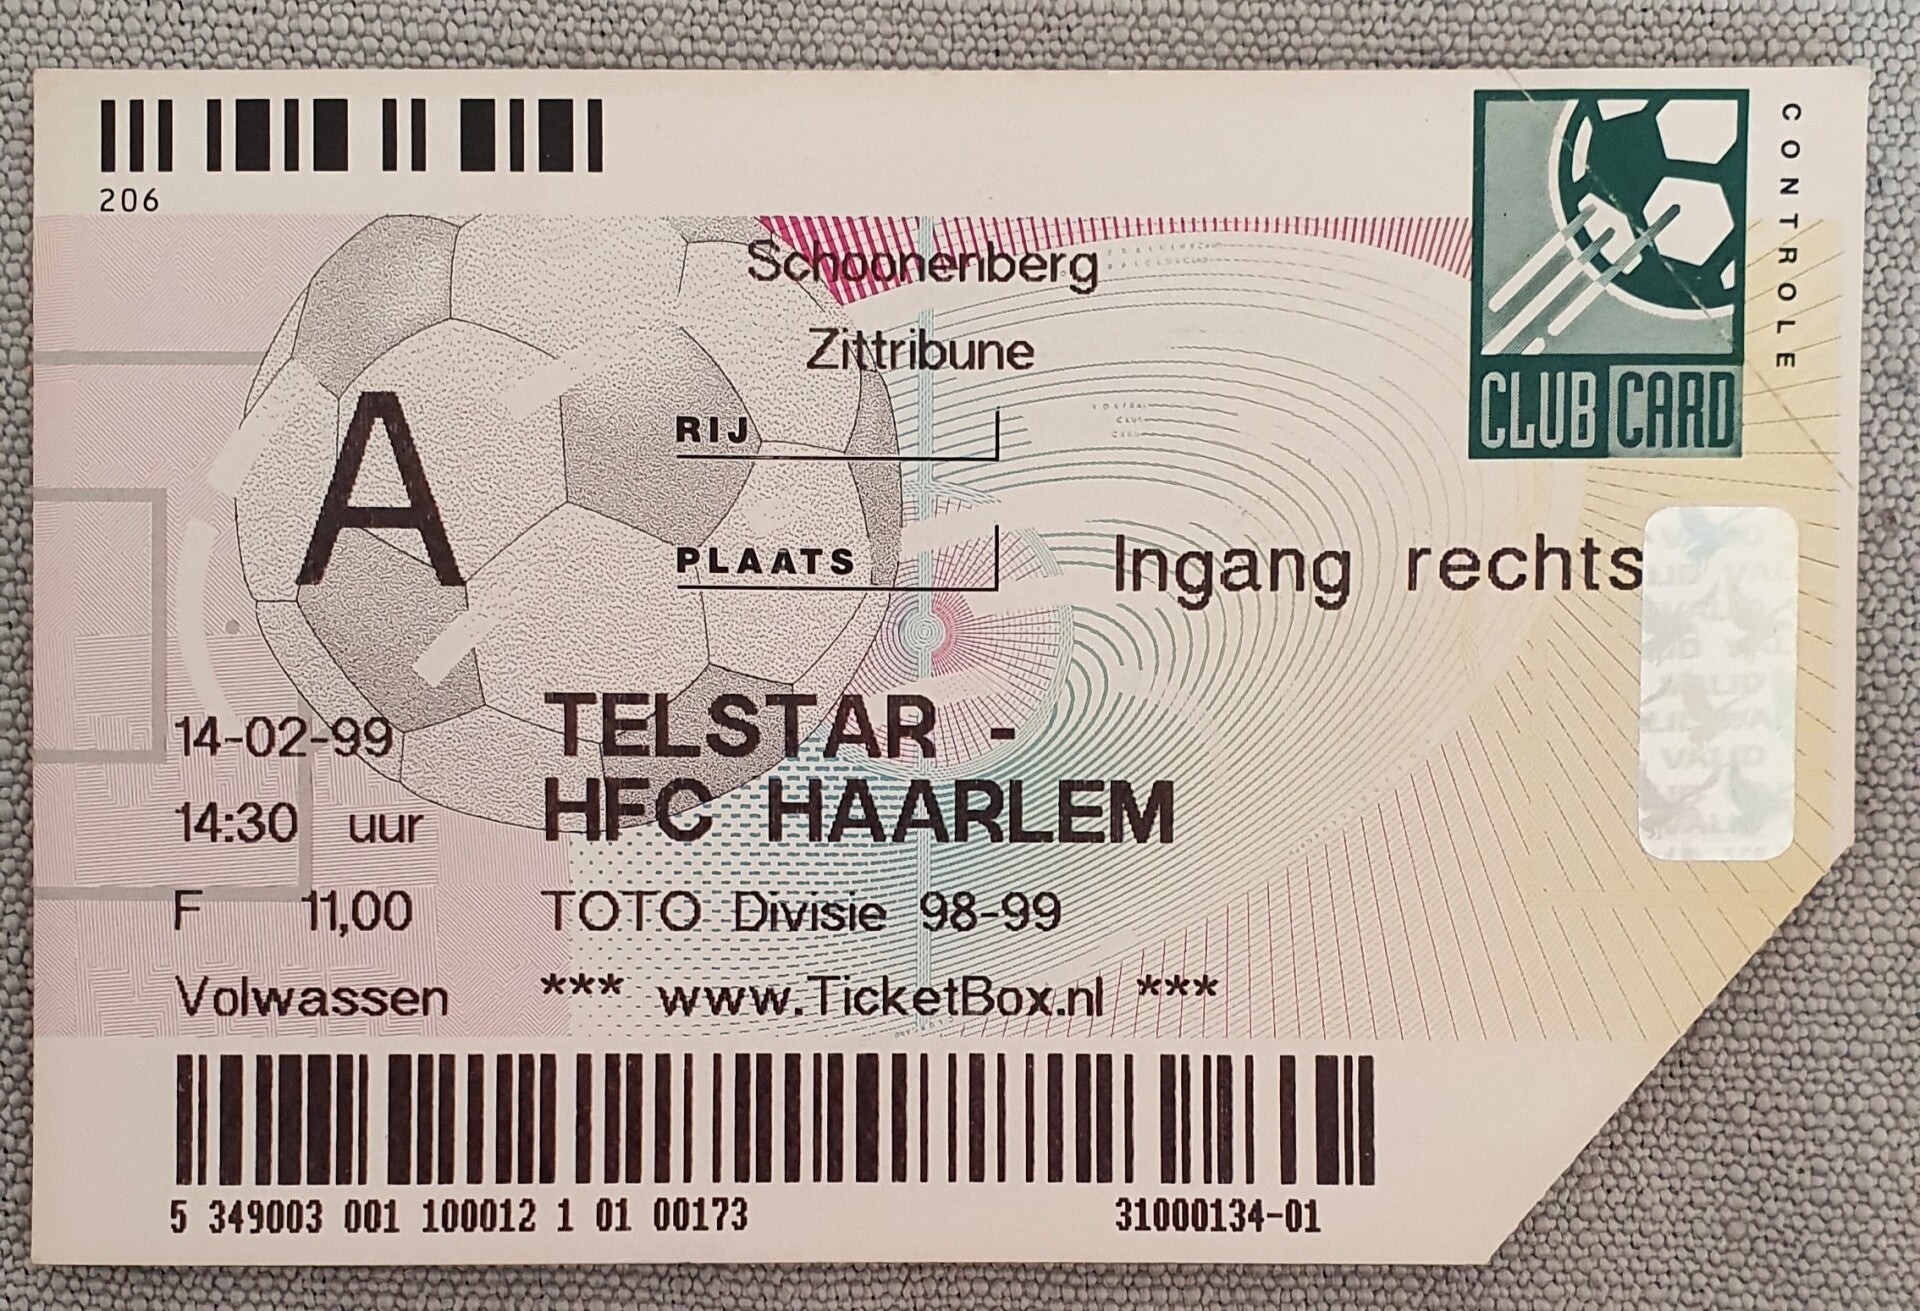 206
CONTROLE
Schoonenberg
Zittribune
CLUB CARD
A
RIJ
PLAATS
Ingang rechts
VALID
14-02-99
TELSTAR -
14:30 uur
HFC HAARLEM
F 11,00
TOTO Divisie 98-99
Volwassen
*** www.TicketBox.nl ***
5 349003 001 100012 1 01 00173
31000134-01